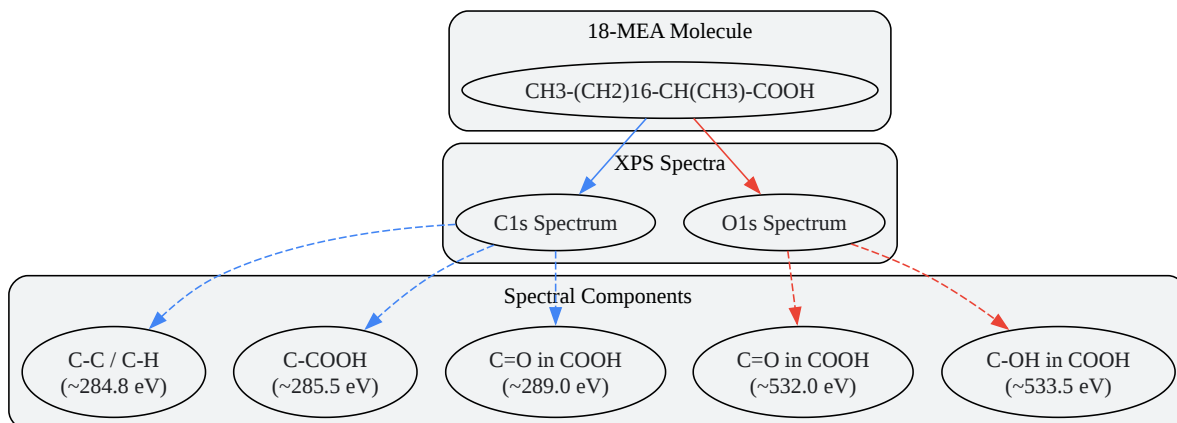 18-MEA Molecule
CH3-(CH2)16-CH(CH3)-COOH
XPS Spectra
C1s Spectrum
O1s Spectrum
Spectral Components
C-C / C-H
(~284.8 eV)
C-COOH
(~285.5 eV)
C=O in COOH
(~289.0 eV)
C=O in COOH
(~532.0 eV)
C-OH in COOH
(~533.5 eV)